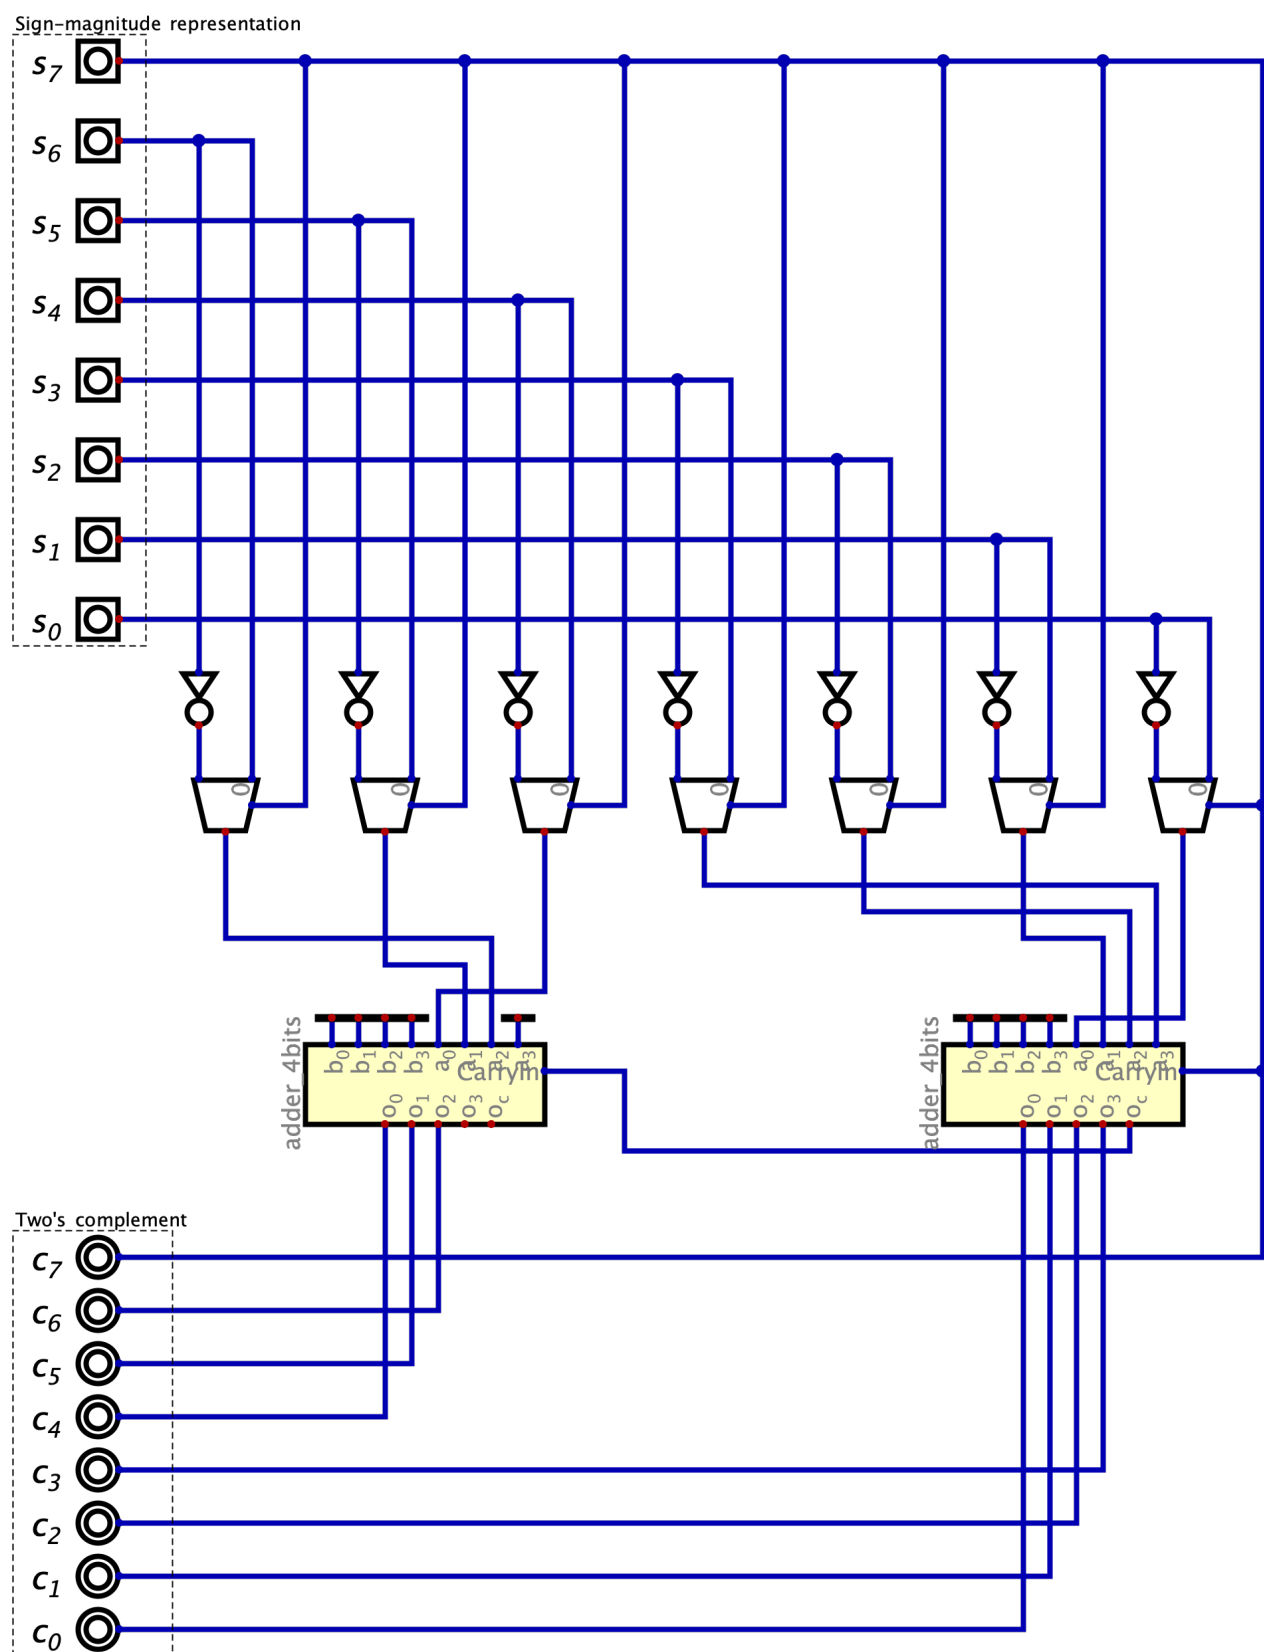 Sign-magnitude representation
s7
s6
s5
s4
s3
s2
s1
s0
0 0 0 0 0 0 0
adder_4bits
b0 b1 b2 b3 a0 a1 a2 a3
CarryIn
o0 o1 o2 o3 oc
adder_4bits
b0 b1 b2 b3 a0 a1 a2 a3
CarryIn
o0 o1 o2 o3 oc
Two's complement
c7
c6
c5
c4
c3
c2
c1
c0